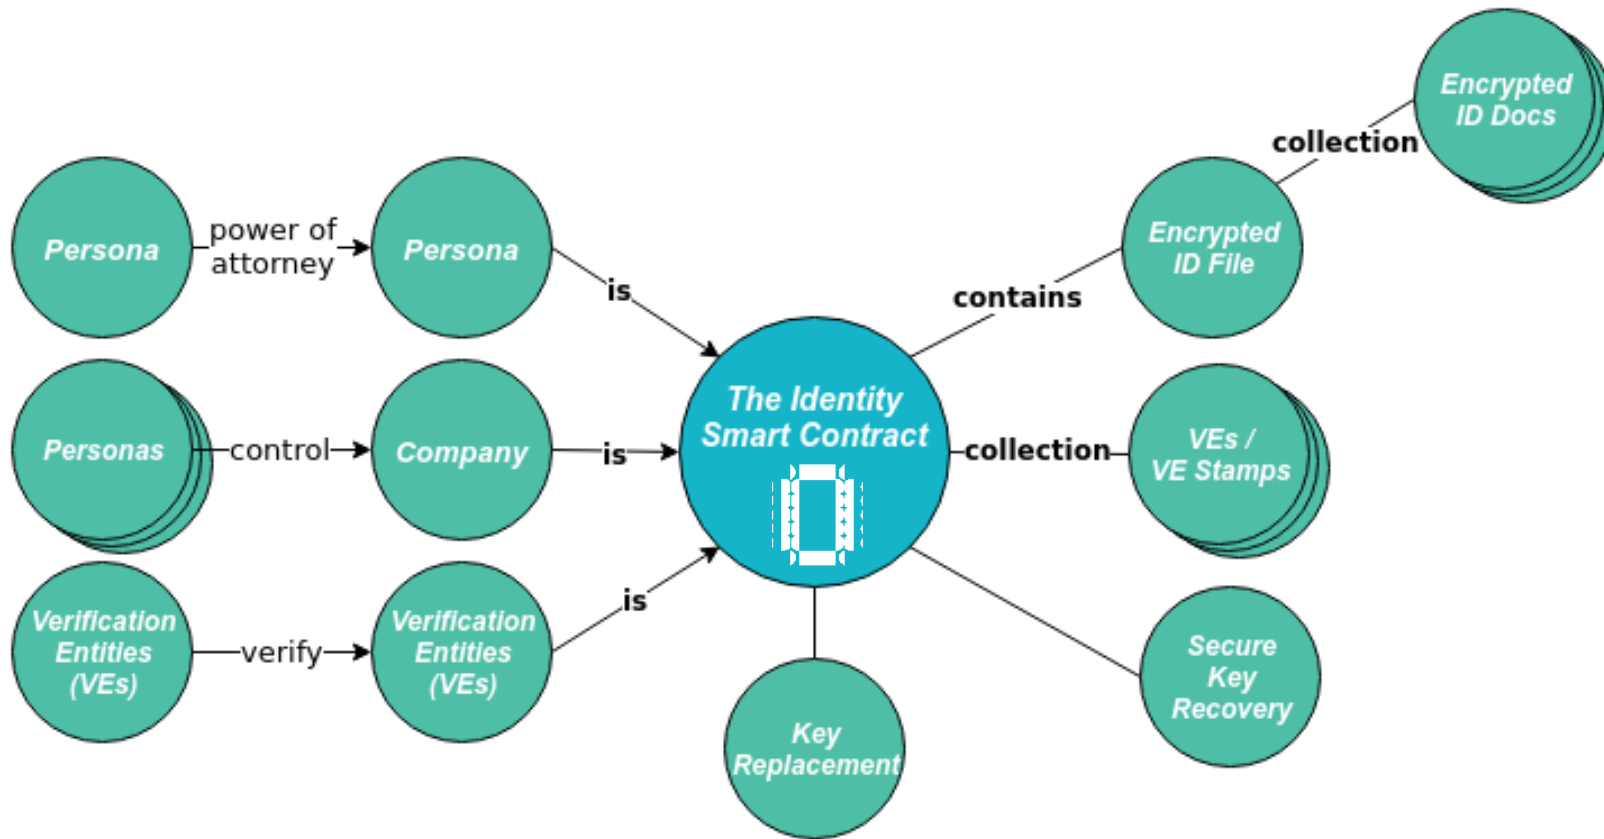 Encrypted
ID Docs
collection
Persona
power of
attorney
Persona
is
Encrypted
ID File
contains
Personas
control
Company
is
The Identity
Smart Contract
collection
VEs /
VE Stamps
Verification
Entities
(VEs)
verify
Verification
Entities
(VEs)
is
Secure
Key
Recovery
Key
Replacement